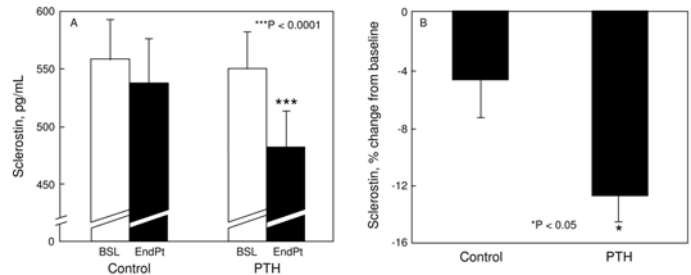 A
***P < 0.0001
600
550
500
450
0
Sclerostin, pg/mL
***
BSL EndPt BSL EndPt
Control PTH
B
0
-4
-8
-12
-16
Sclerostin, % change from baseline
*P < 0.05
*
Control PTH